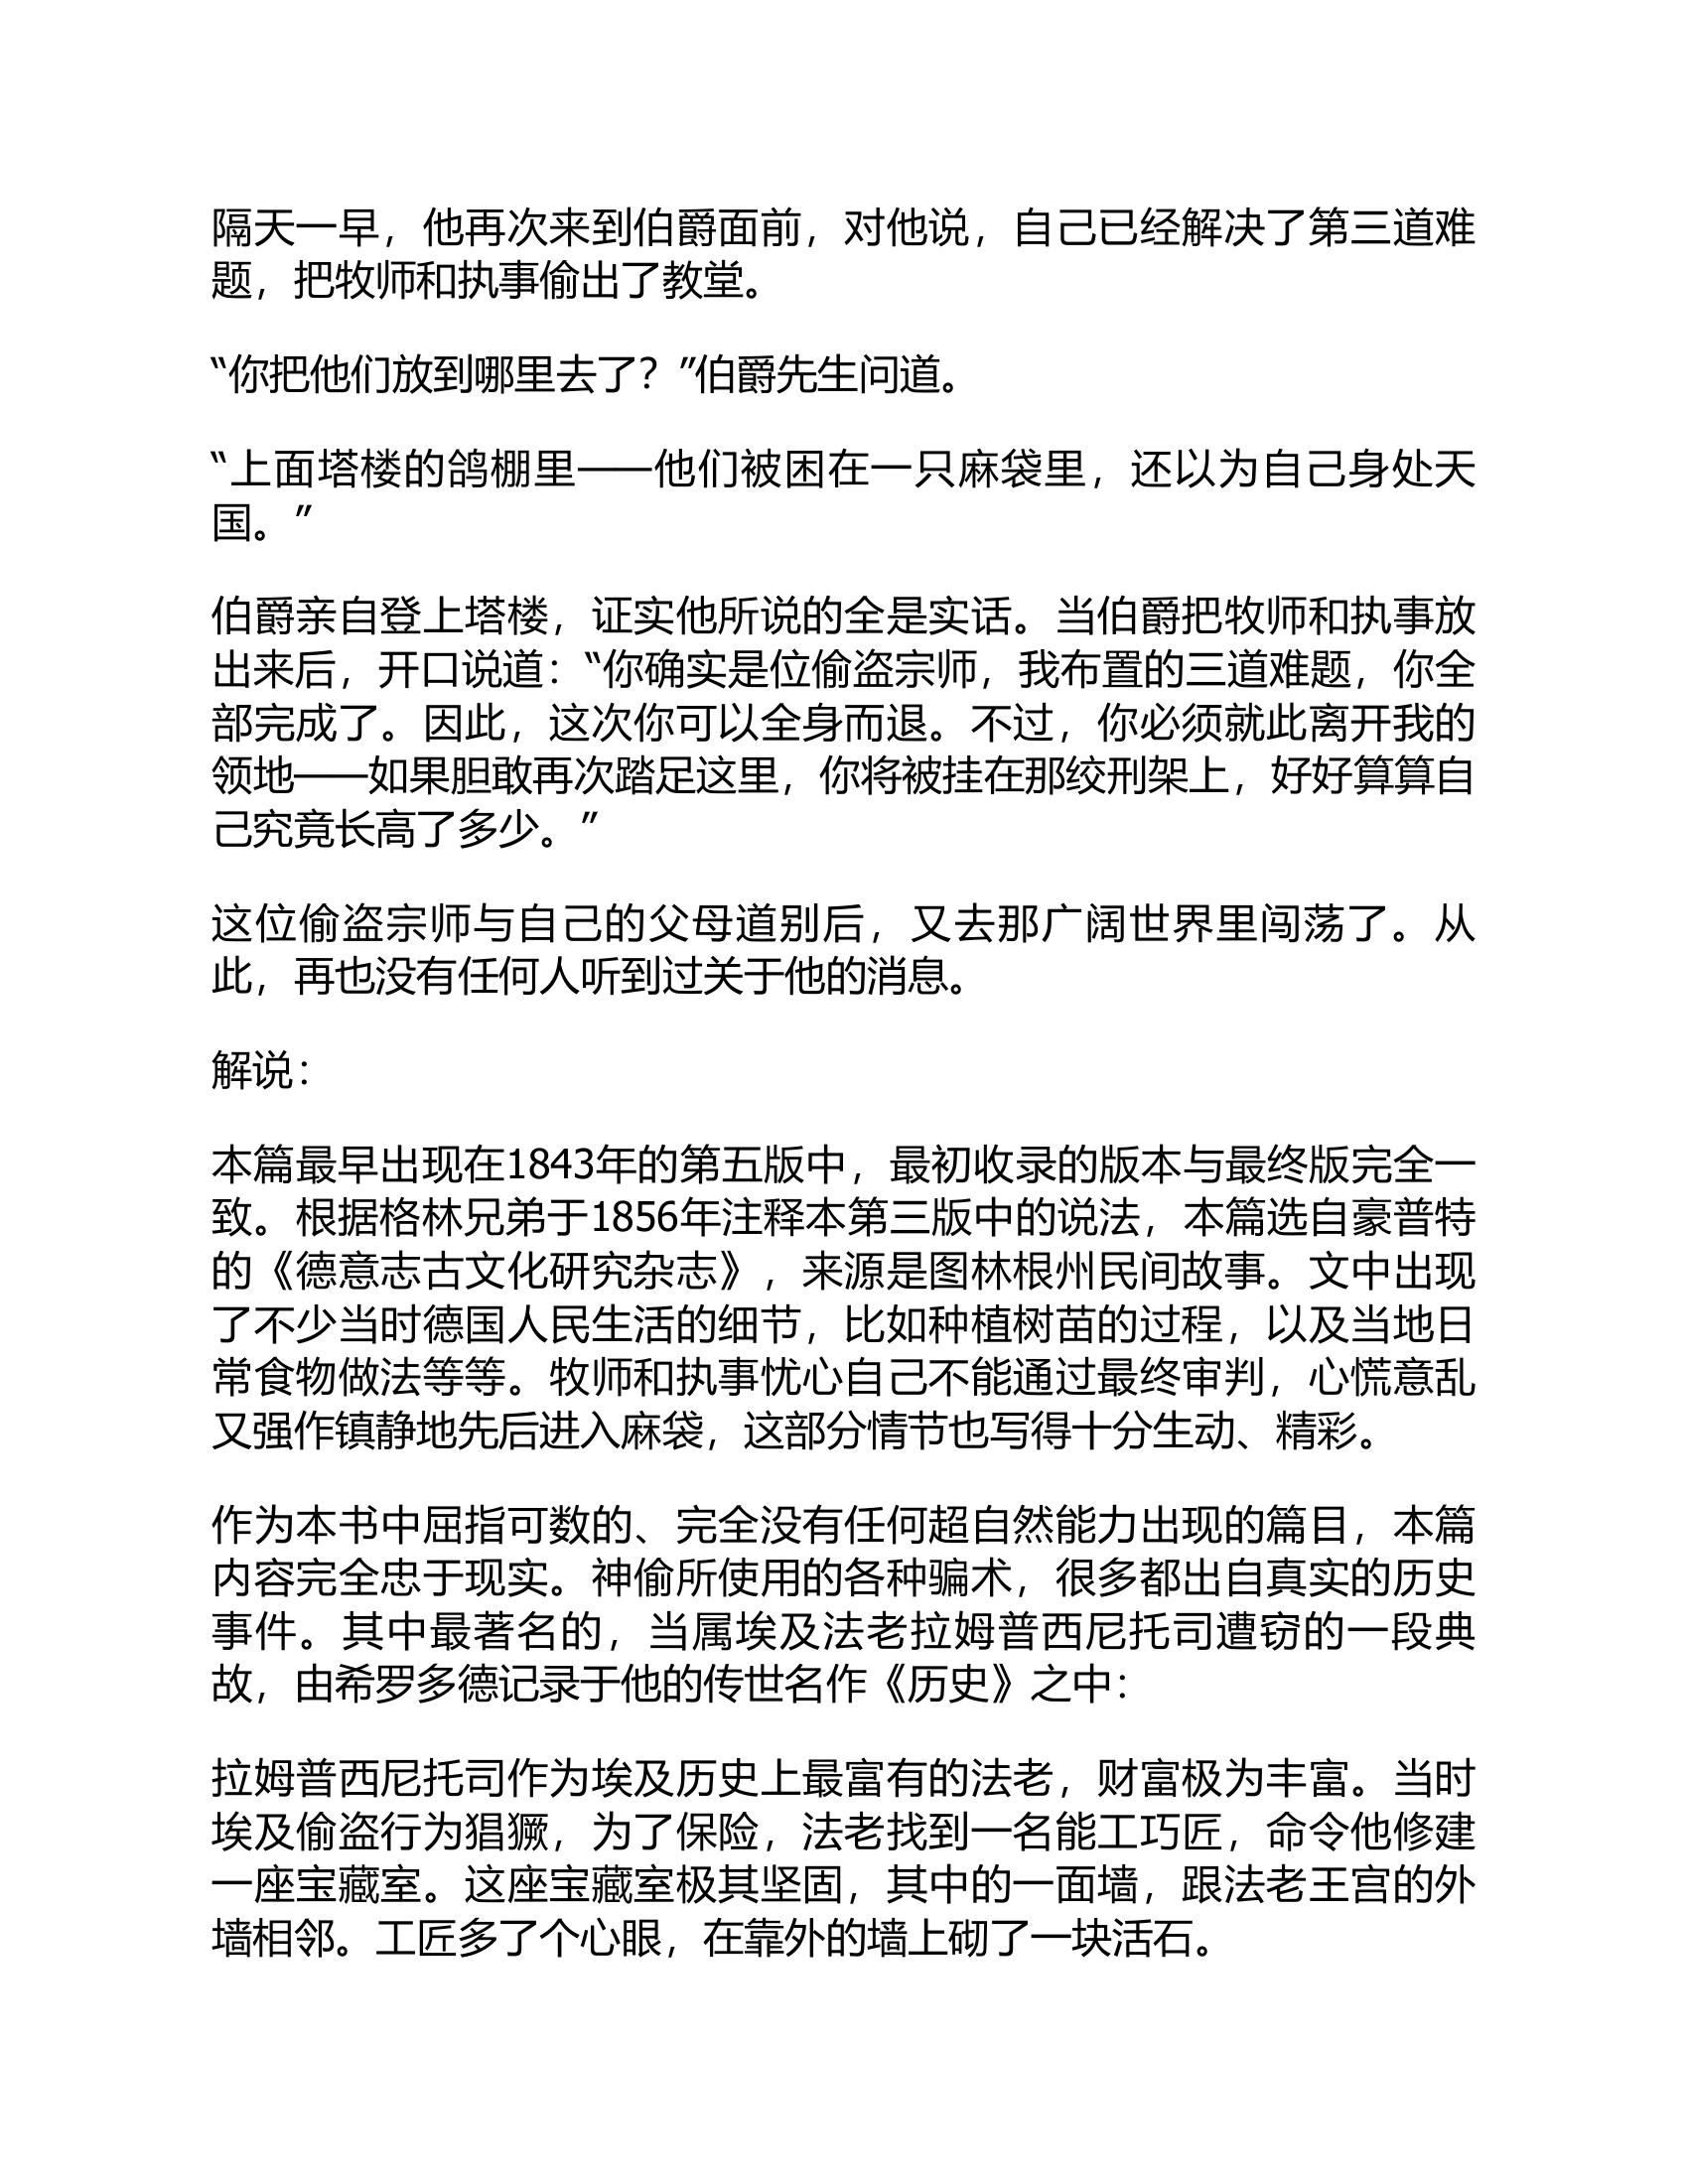 隔天一早，他再次来到伯爵面前，对他说，自己已经解决了第三道难
题，把牧师和执事偷出了教堂。
“你把他们放到哪里去了？”伯爵先生问道。
“上面塔楼的鸽棚里——他们被困在一只麻袋里，还以为自己身处天
国。”
伯爵亲自登上塔楼，证实他所说的全是实话。当伯爵把牧师和执事放
出来后，开口说道：“你确实是位偷盗宗师，我布置的三道难题，你全
部完成了。因此，这次你可以全身而退。不过，你必须就此离开我的
领地——如果胆敢再次踏足这里，你将被挂在那绞刑架上，好好算算自
己究竟长高了多少。”
这位偷盗宗师与自己的父母道别后，又去那广阔世界里闯荡了。从
此，再也没有任何人听到过关于他的消息。
解说：
本篇最早出现在1843年的第五版中，最初收录的版本与最终版完全一
致。根据格林兄弟于1856年注释本第三版中的说法，本篇选自豪普特
的《德意志古文化研究杂志》，来源是图林根州民间故事。文中出现
了不少当时德国人民生活的细节，比如种植树苗的过程，以及当地日
常食物做法等等。牧师和执事忧心自己不能通过最终审判，心慌意乱
又强作镇静地先后进入麻袋，这部分情节也写得十分生动、精彩。
作为本书中屈指可数的、完全没有任何超自然能力出现的篇目，本篇
内容完全忠于现实。神偷所使用的各种骗术，很多都出自真实的历史
事件。其中最著名的，当属埃及法老拉姆普西尼托司遭窃的一段典
故，由希罗多德记录于他的传世名作《历史》之中：
拉姆普西尼托司作为埃及历史上最富有的法老，财富极为丰富。当时
埃及偷盗行为猖獗，为了保险，法老找到一名能工巧匠，命令他修建
一座宝藏室。这座宝藏室极其坚固，其中的一面墙，跟法老王宫的外
墙相邻。工匠多了个心眼，在靠外的墙上砌了一块活石。